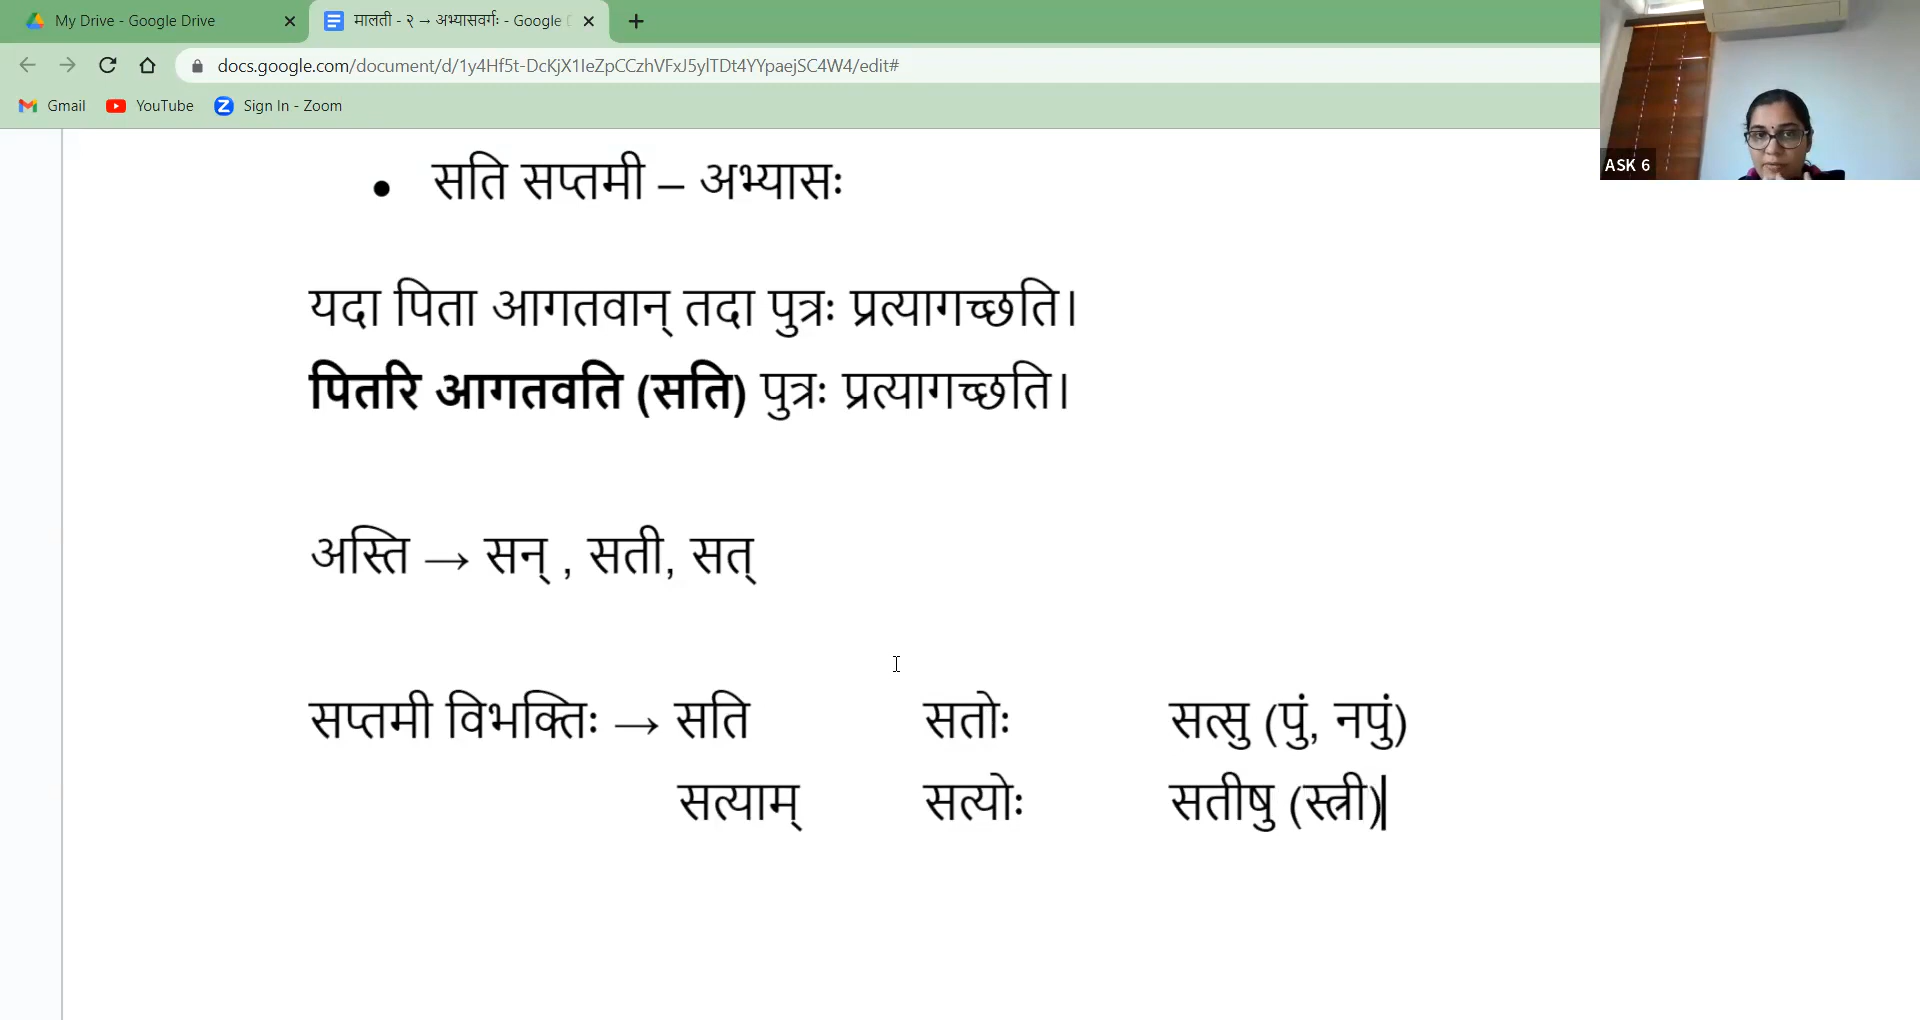 My Drive - Google Drive
मालती - २ → अभ्यासवर्गः - Google
docs.google.com/document/d/1y4Hf5t-DcKjX1IeZpCCzhVFxJ5ylTDt4YYpaejSC4W4/edit#
Gmail YouTube Sign In - Zoom
ASK 6
• सति सप्तमी – अभ्यासः
यदा पिता आगतवान् तदा पुत्रः प्रत्यागच्छति।
पितरि आगतवति (सति) पुत्रः प्रत्यागच्छति।
अस्ति → सन् , सती, सत्
सप्तमी विभक्तिः → सति सतोः सत्सु (पुं, नपुं)
सत्याम् सत्योः सतीषु (स्त्री)